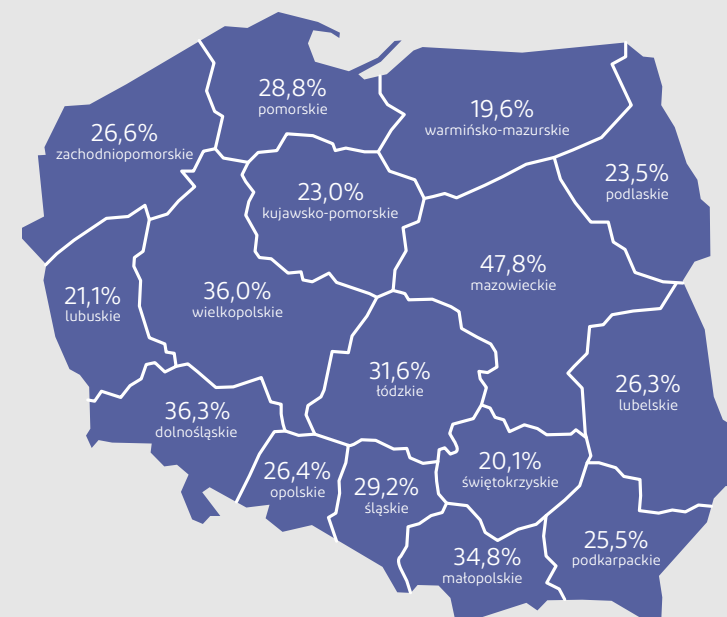 28,8%
pomorskie
19,6%
warmińsko-mazurskie
26,6%
zachodniopomorskie
23,5%
podlaskie
23,0%
kujawsko-pomorskie
47,8%
mazowieckie
21,1%
lubuskie
36,0%
wielkopolskie
31,6%
łódzkie
26,3%
lubelskie
36,3%
dolnośląskie
26,4%
opolskie
29,2%
śląskie
20,1%
świętokrzyskie
34,8%
małopolskie
25,5%
podkarpackie